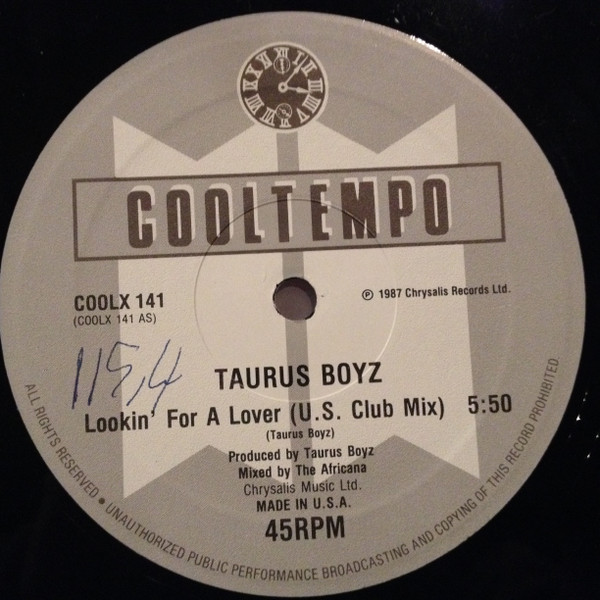 COOLTEMPO
COOLX 141
(COOLX 141 AS)
℗ 1987 Chrysalis Records Ltd.
115,4
TAURUS BOYZ
Lookin' For A Lover (U.S. Club Mix) 5:50
(Taurus Boyz)
Produced by Taurus Boyz
Mixed by The Africana
Chrysalis Music Ltd.
MADE IN U.S.A.
45RPM
ALL RIGHTS RESERVED • UNAUTHORIZED PUBLIC PERFORMANCE BROADCASTING AND COPYING OF THIS RECORD PROHIBITED.